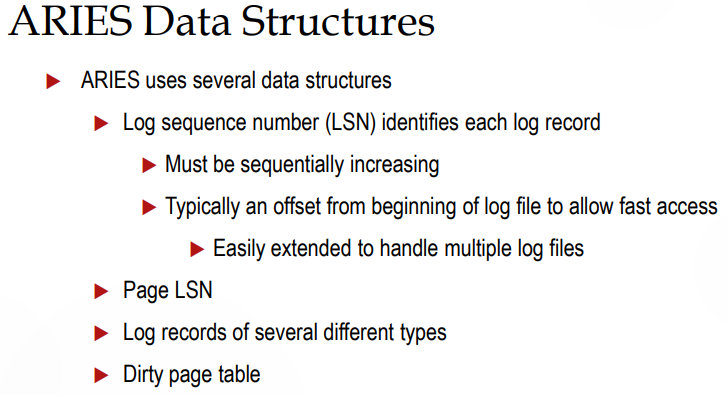 ARIES Data Structures
ARIES uses several data structures
Log sequence number (LSN) identifies each log record
Must be sequentially increasing
Typically an offset from beginning of log file to allow fast access
Easily extended to handle multiple log files
Page LSN
Log records of several different types
Dirty page table